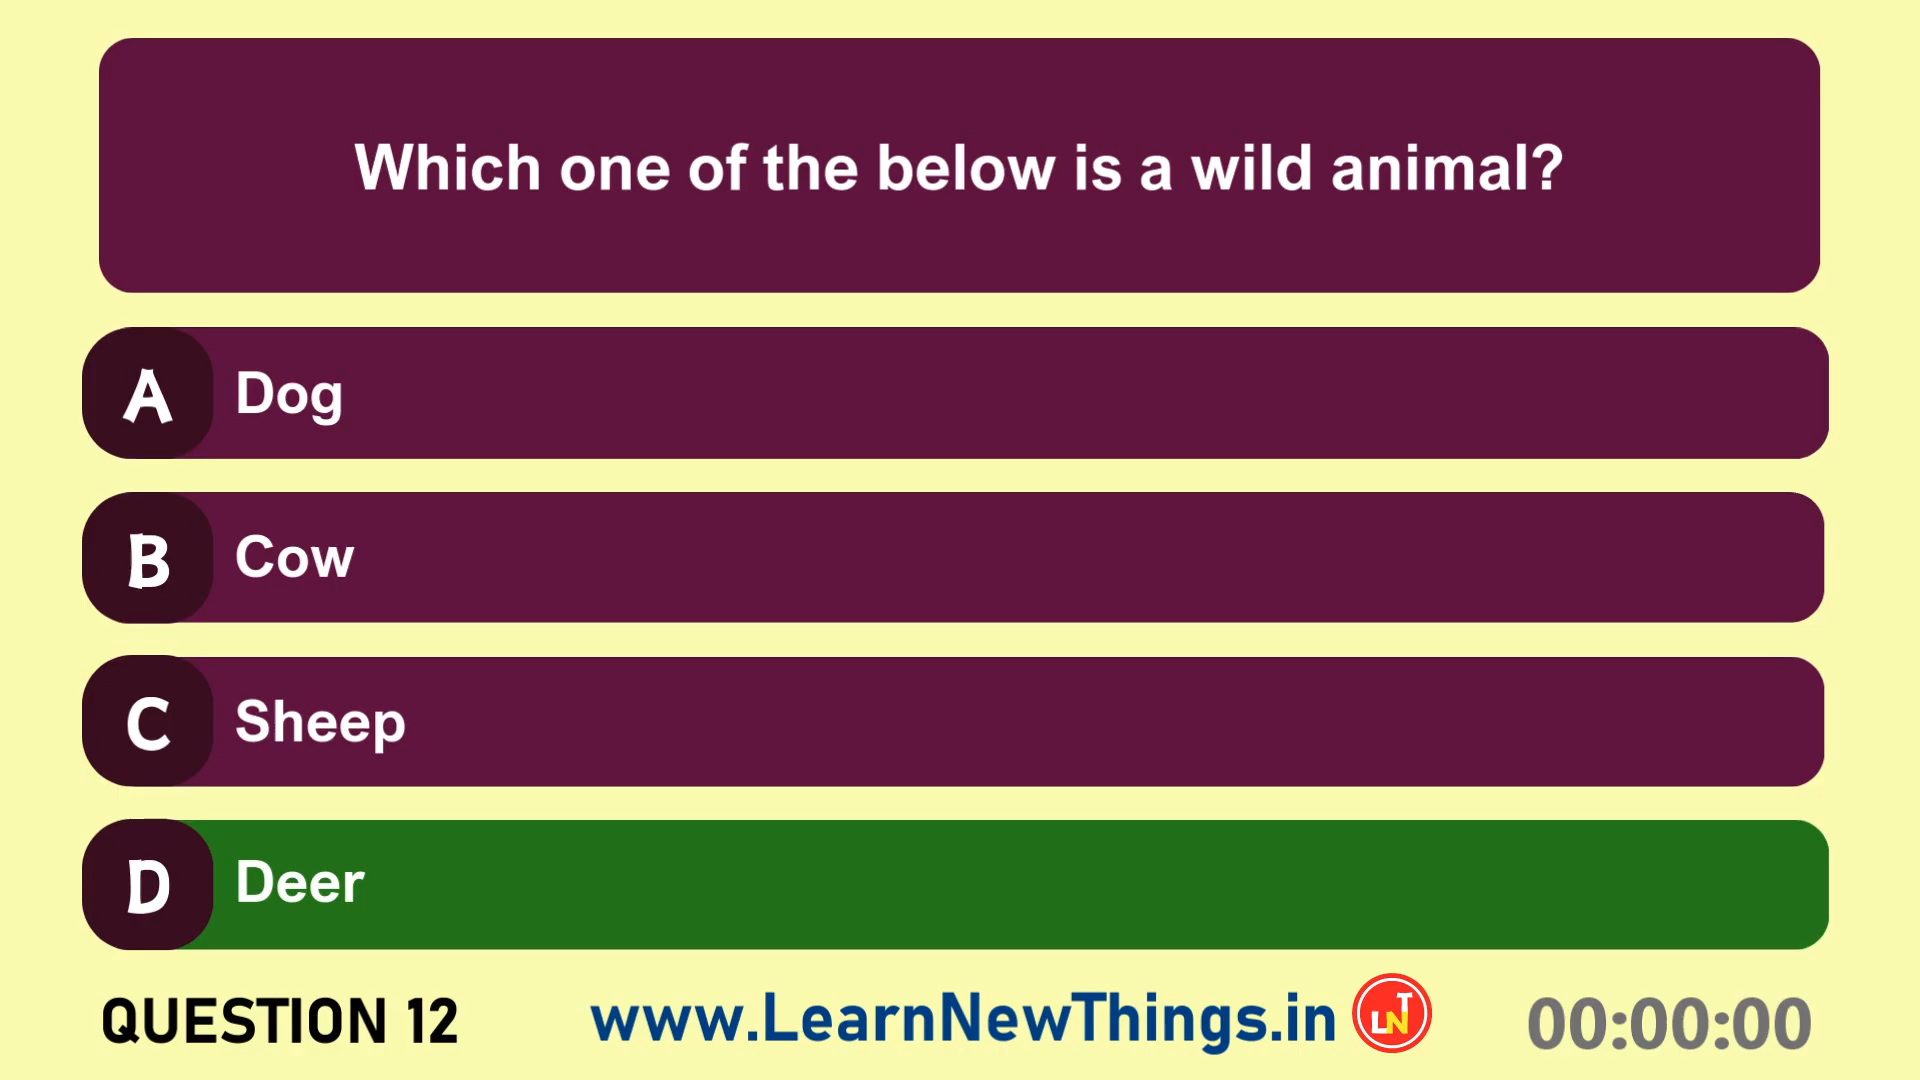 Which one of the below is a wild animal?
A Dog
B Cow
C Sheep
D Deer
QUESTION 12 www.LearnNewThings.in LNT 00:00:00